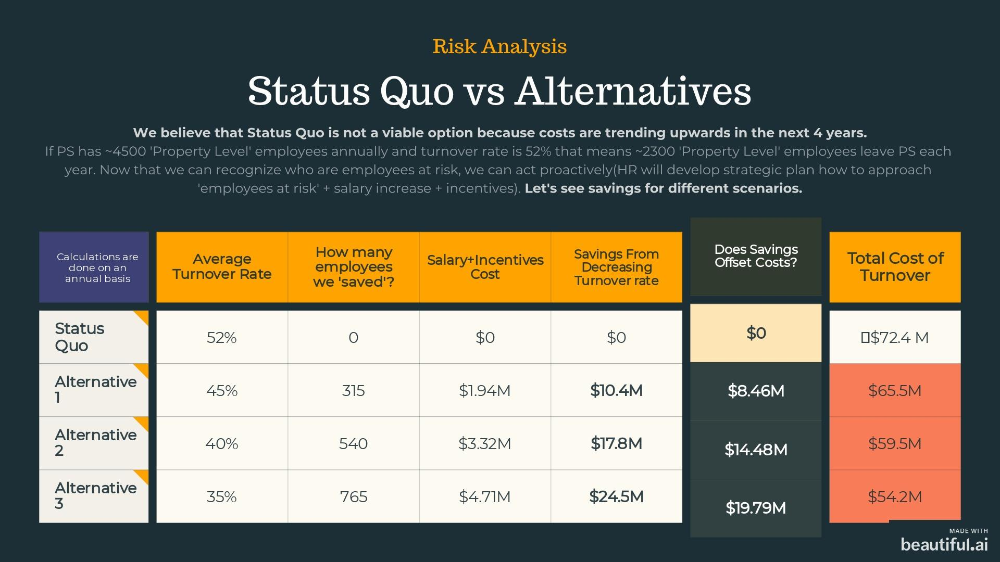 Risk Analysis
Status Quo vs Alternatives
We believe that Status Quo is not a viable option because costs are trending upwards in the next 4 years.
If PS has ~4500 'Property Level' employees annually and turnover rate is 52% that means ~2300 'Property Level' employees leave PS each
year. Now that we can recognize who are employees at risk, we can act proactively(HR will develop strategic plan how to approach
'employees at risk' + salary increase + incentives). Let's see savings for different scenarios.
Calculations are
done on an
annual basis
Average
Turnover Rate
How many
employees
we 'saved'?
Salary+Incentives
Cost
Savings From
Decreasing
Turnover rate
Does Savings
Offset Costs?
Total Cost of
Turnover
Status
Quo
52%
0
$0
$0
$0
$72.4 M
Alternative
1
45%
315
$1.94M
$10.4M
$8.46M
$65.5M
Alternative
2
40%
540
$3.32M
$17.8M
$14.48M
$59.5M
Alternative
3
35%
765
$4.71M
$24.5M
$19.79M
$54.2M
MADE WITH
beautiful.ai